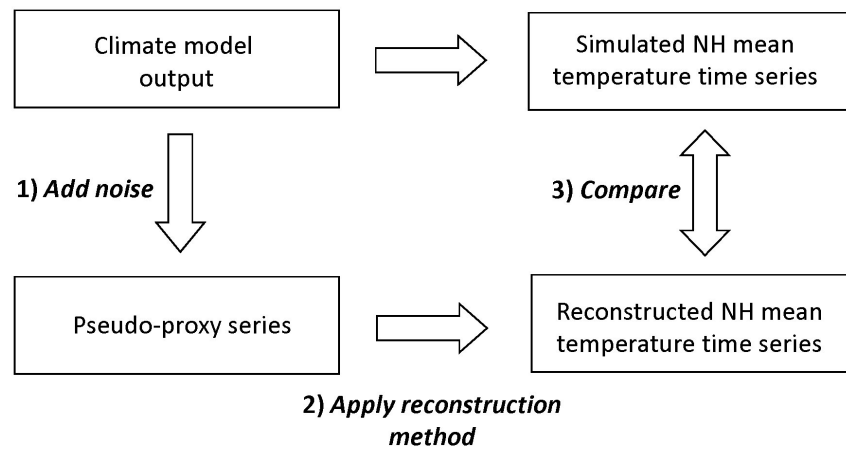 Climate model
output
Simulated NH mean
temperature time series
1) Add noise
3) Compare
Pseudo-proxy series
Reconstructed NH mean
temperature time series
2) Apply reconstruction
method